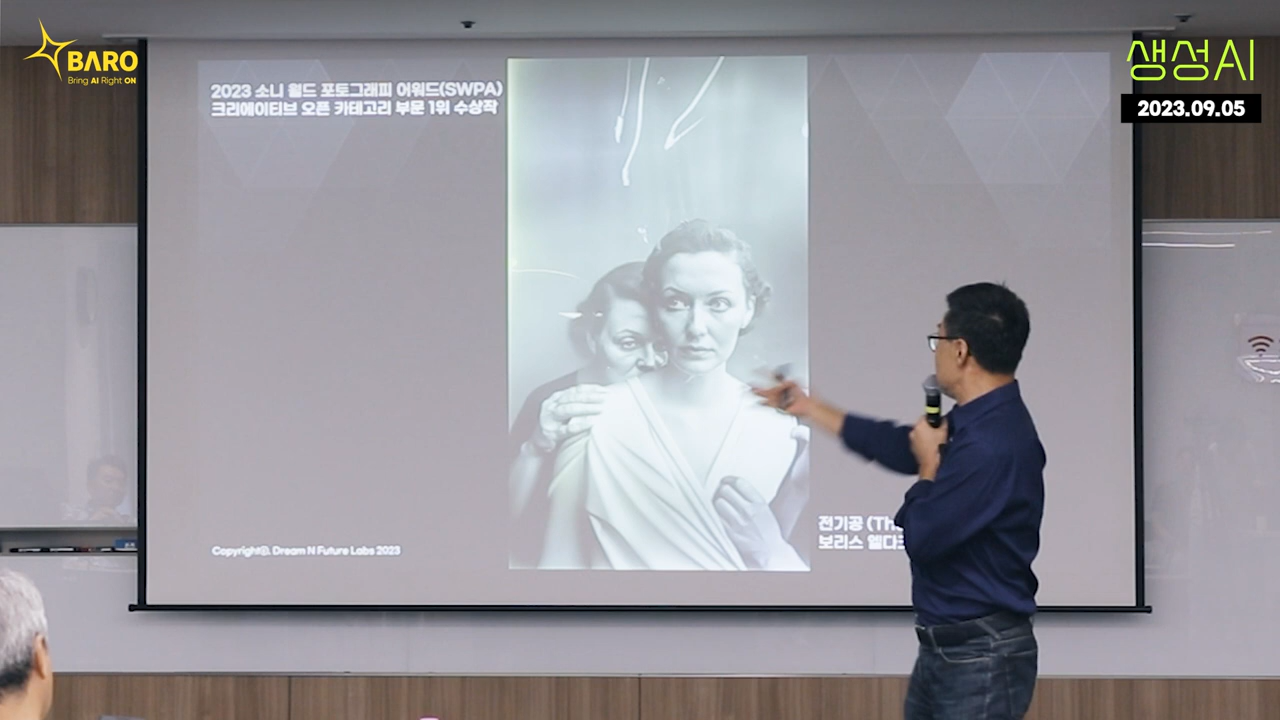 BARO
Bring AI Right ON
생성AI
2023.09.05
2023 소니 월드 포토그래피 어워드(SWPA)
크리에이티브 오픈 카테고리 부문 1위 수상작
전기공 (Th
보리스 엘다
Copyright©. Dream N Future Labs 2023